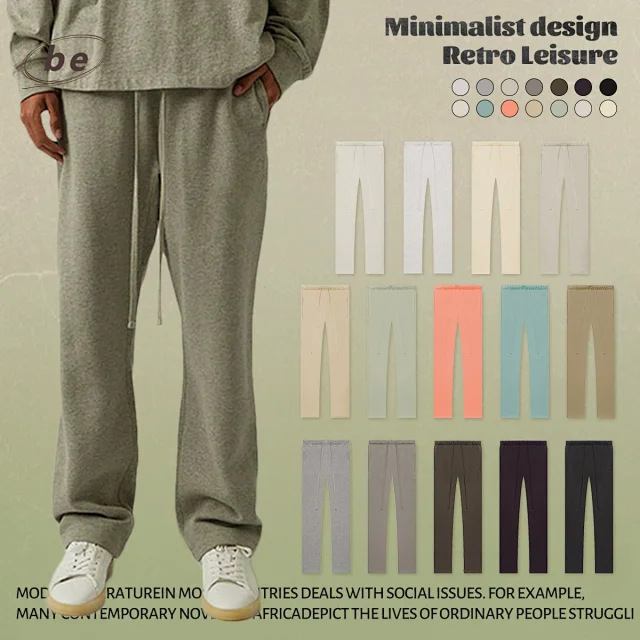 be
Minimalist design
Retro Leisure
MOD RATUREIN MO TRIES DEALS WITH SOCIAL ISSUES. FOR EXAMPLE,
MANY CONTEMPORARY NOV AFRICADEPICT THE LIVES OF ORDINARY PEOPLE STRUGGLI